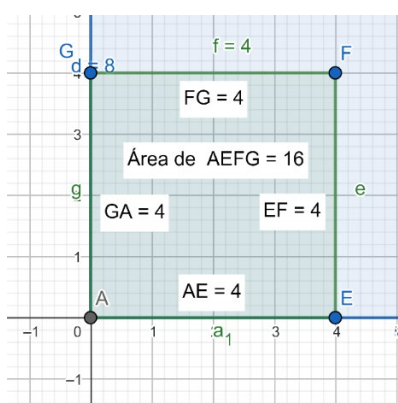 G
f = 4
F
d = 8
4
FG = 4
3
Área de AEFG = 16
g
e
GA = 4
EF = 4
1
AE = 4
A
E
–1
0
1
a₁
3
4
–1